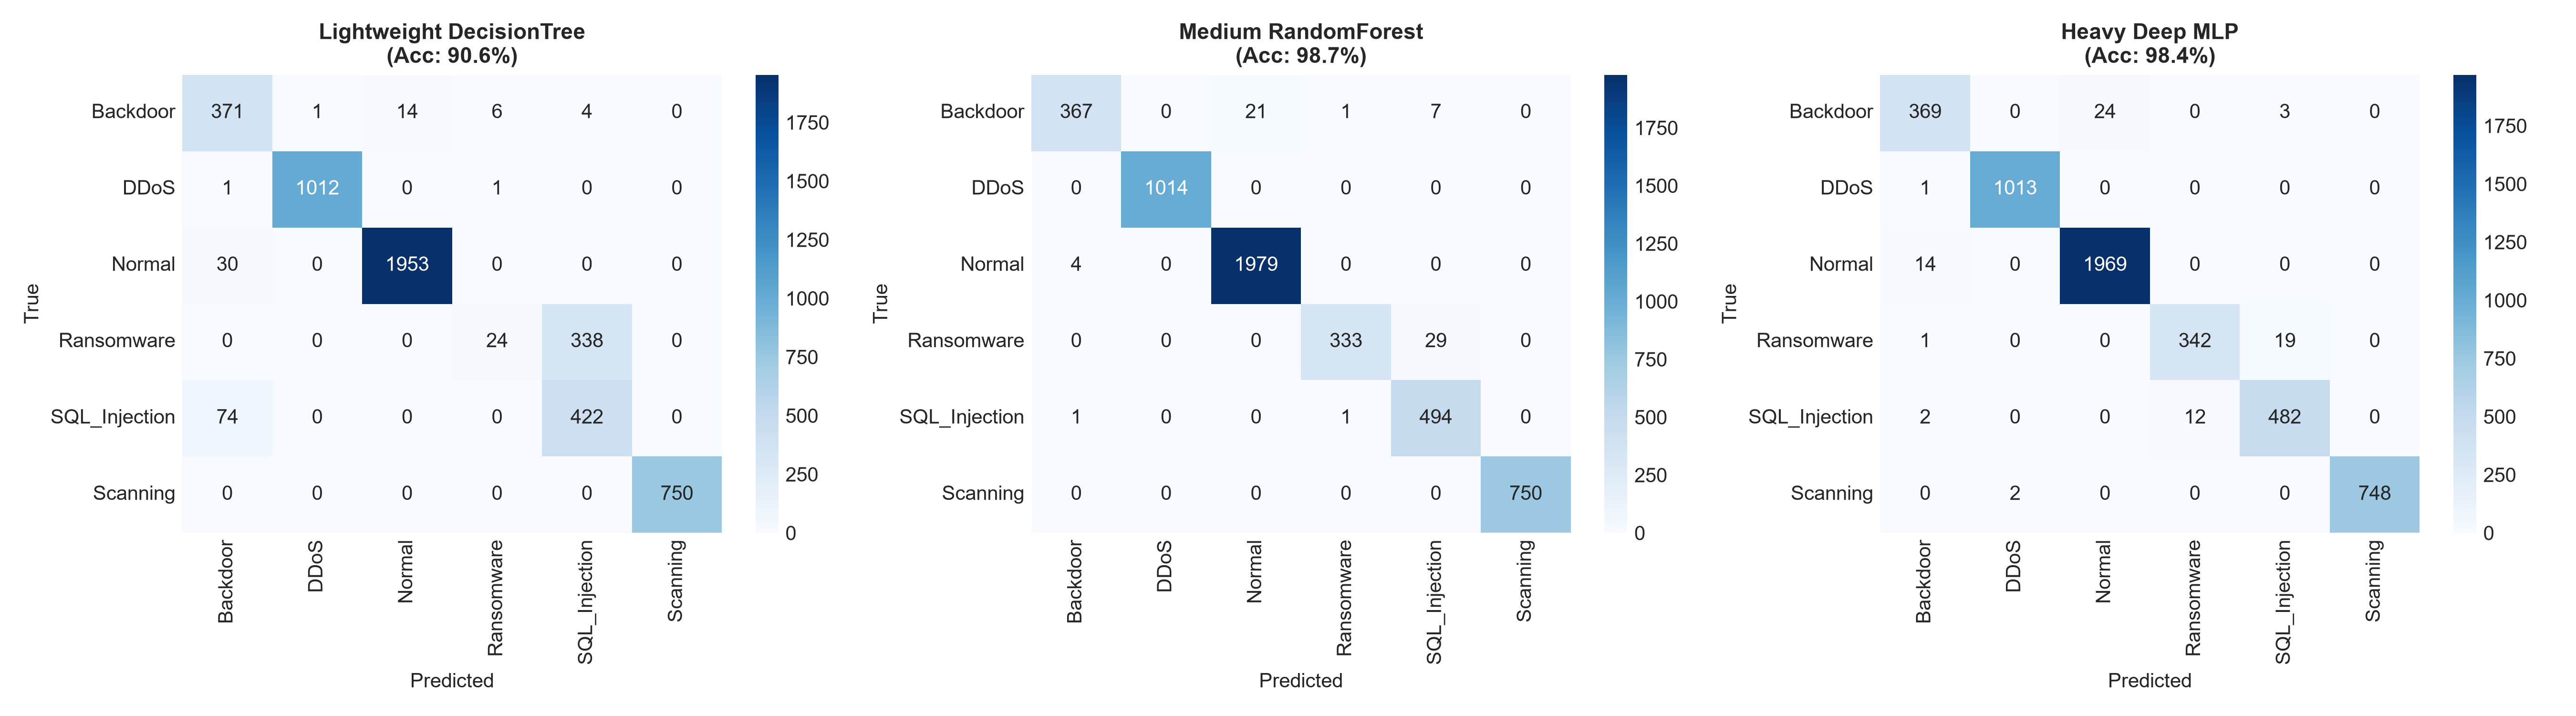 Lightweight DecisionTree
(Acc: 90.6%)
True
Backdoor 371 1 14 6 4 0
DDoS 1 1012 0 1 0 0
Normal 30 0 1953 0 0 0
Ransomware 0 0 0 24 338 0
SQL_Injection 74 0 0 0 422 0
Scanning 0 0 0 0 0 750
Backdoor DDoS Normal Ransomware SQL_Injection Scanning
Predicted
1750
1500
1250
1000
750
500
250
0
Medium RandomForest
(Acc: 98.7%)
True
Backdoor 367 0 21 1 7 0
DDoS 0 1014 0 0 0 0
Normal 4 0 1979 0 0 0
Ransomware 0 0 0 333 29 0
SQL_Injection 1 0 0 1 494 0
Scanning 0 0 0 0 0 750
Backdoor DDoS Normal Ransomware SQL_Injection Scanning
Predicted
1750
1500
1250
1000
750
500
250
0
Heavy Deep MLP
(Acc: 98.4%)
True
Backdoor 369 0 24 0 3 0
DDoS 1 1013 0 0 0 0
Normal 14 0 1969 0 0 0
Ransomware 1 0 0 342 19 0
SQL_Injection 2 0 0 12 482 0
Scanning 0 2 0 0 0 748
Backdoor DDoS Normal Ransomware SQL_Injection Scanning
Predicted
1750
1500
1250
1000
750
500
250
0